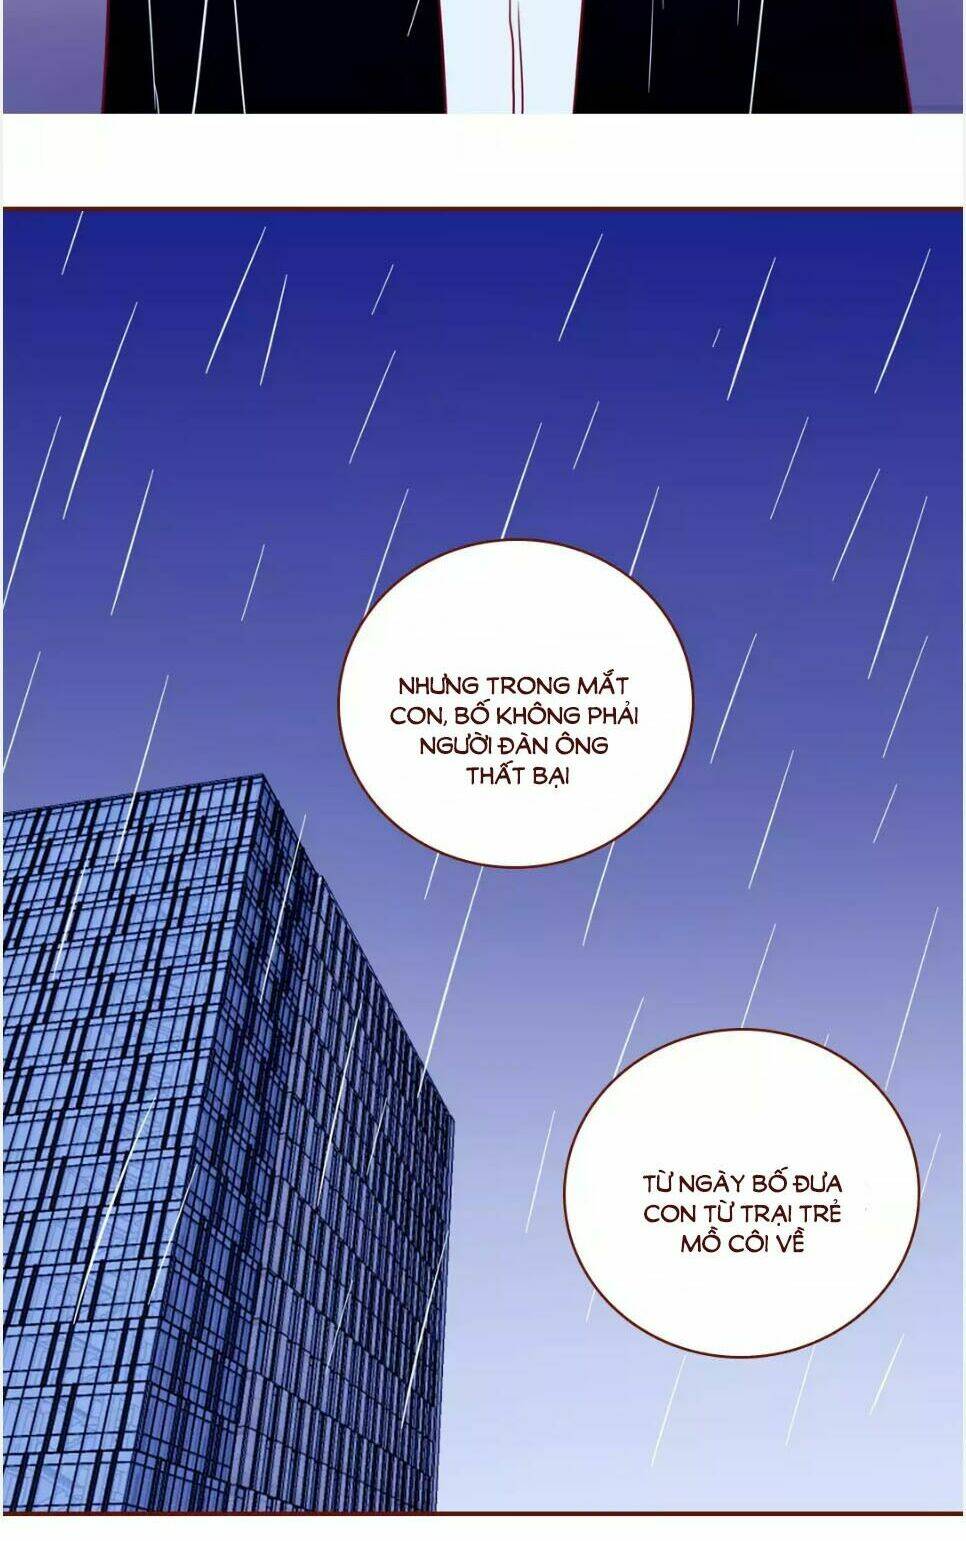 NHƯNG TRONG MẮT
CON, BỐ KHÔNG PHẢI
NGƯỜI ĐÀN ÔNG
THẤT BẠI
TỪ NGÀY BỐ ĐƯA
CON TỪ TRẠI TRẺ
MỒ CÔI VỀ